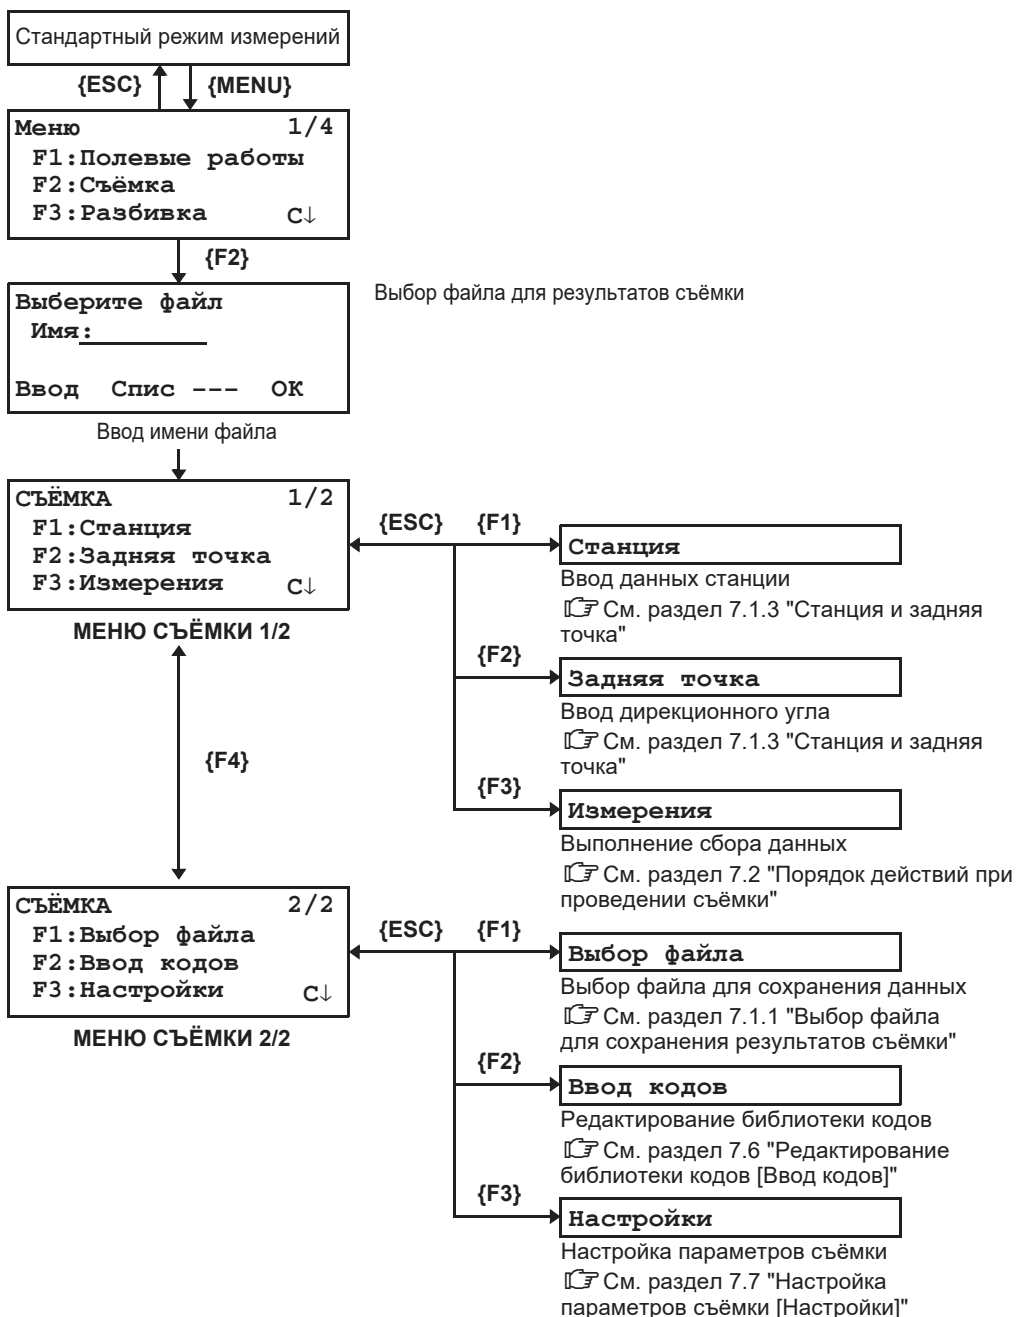 Стандартный режим измерений
{ESC} {MENU}
Меню 1/4
F1:Полевые работы
F2:Съёмка
F3:Разбивка С↓
{F2}
Выберите файл
Имя:
Ввод Спис --- ОК
Выбор файла для результатов съёмки
Ввод имени файла
СЪЁМКА 1/2
F1:Станция
F2:Задняя точка
F3:Измерения С↓
МЕНЮ СЪЁМКИ 1/2
{ESC} {F1}
Станция
Ввод данных станции
☞ См. раздел 7.1.3 "Станция и задняя
точка"
{F2}
Задняя точка
Ввод дирекционного угла
☞ См. раздел 7.1.3 "Станция и задняя
точка"
{F3}
Измерения
Выполнение сбора данных
☞ См. раздел 7.2 "Порядок действий при
проведении съёмки"
{F4}
СЪЁМКА 2/2
F1:Выбор файла
F2:Ввод кодов
F3:Настройки С↓
МЕНЮ СЪЁМКИ 2/2
{ESC} {F1}
Выбор файла
Выбор файла для сохранения данных
☞ См. раздел 7.1.1 "Выбор файла
для сохранения результатов съёмки"
{F2}
Ввод кодов
Редактирование библиотеки кодов
☞ См. раздел 7.6 "Редактирование
библиотеки кодов [Ввод кодов]"
{F3}
Настройки
Настройка параметров съёмки
☞ См. раздел 7.7 "Настройка
параметров съёмки [Настройки]"